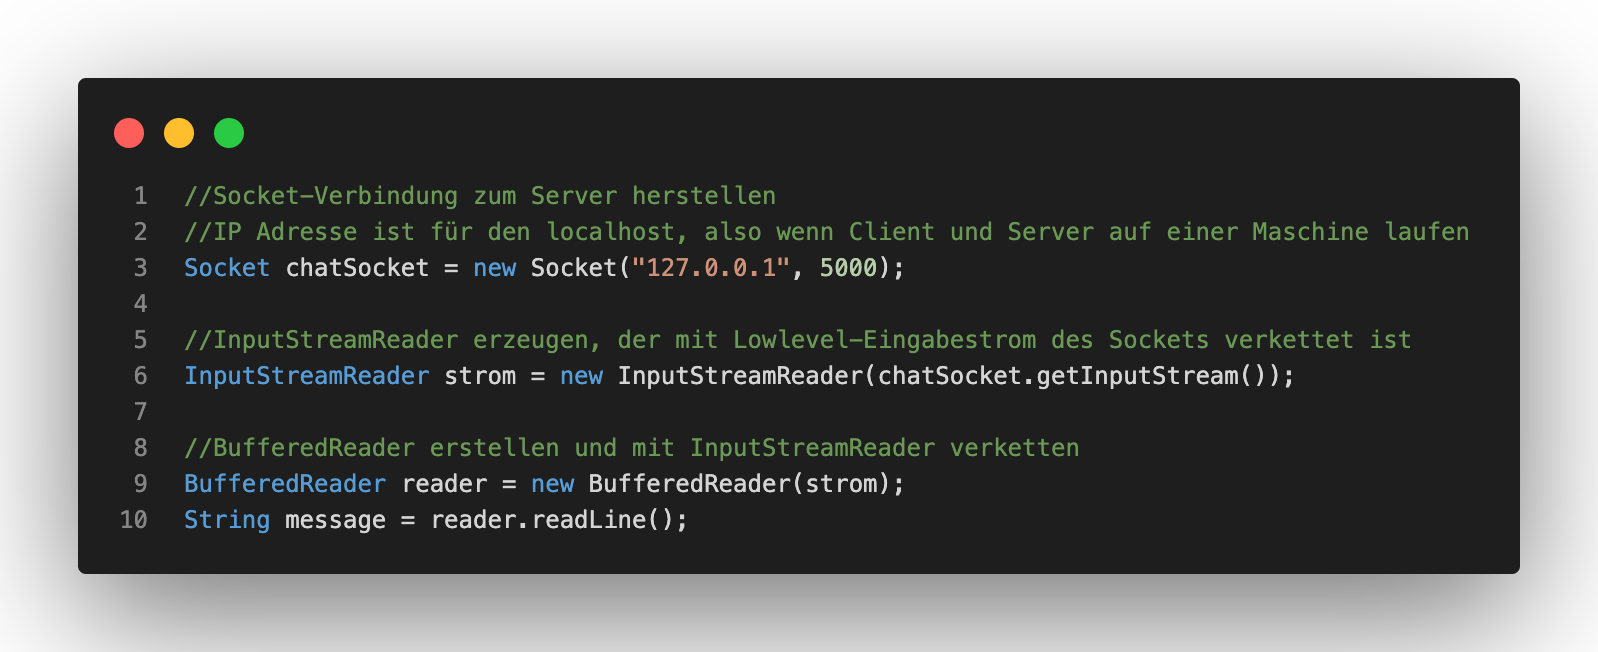 1 //Socket-Verbindung zum Server herstellen
2 //IP Adresse ist für den localhost, also wenn Client und Server auf einer Maschine laufen
3 Socket chatSocket = new Socket("127.0.0.1", 5000);
4
5 //InputStreamReader erzeugen, der mit Lowlevel-Eingabestrom des Sockets verkettet ist
6 InputStreamReader strom = new InputStreamReader(chatSocket.getInputStream());
7
8 //BufferedReader erstellen und mit InputStreamReader verketten
9 BufferedReader reader = new BufferedReader(strom);
10 String message = reader.readLine();